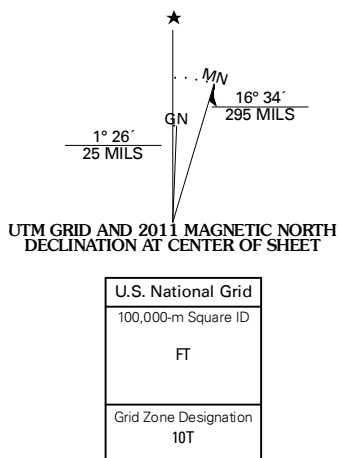 MN
GN
16° 34´
295 MILS
1° 26´
25 MILS
UTM GRID AND 2011 MAGNETIC NORTH
DECLINATION AT CENTER OF SHEET
U.S. National Grid
100,000-m Square ID
FT
Grid Zone Designation
10T